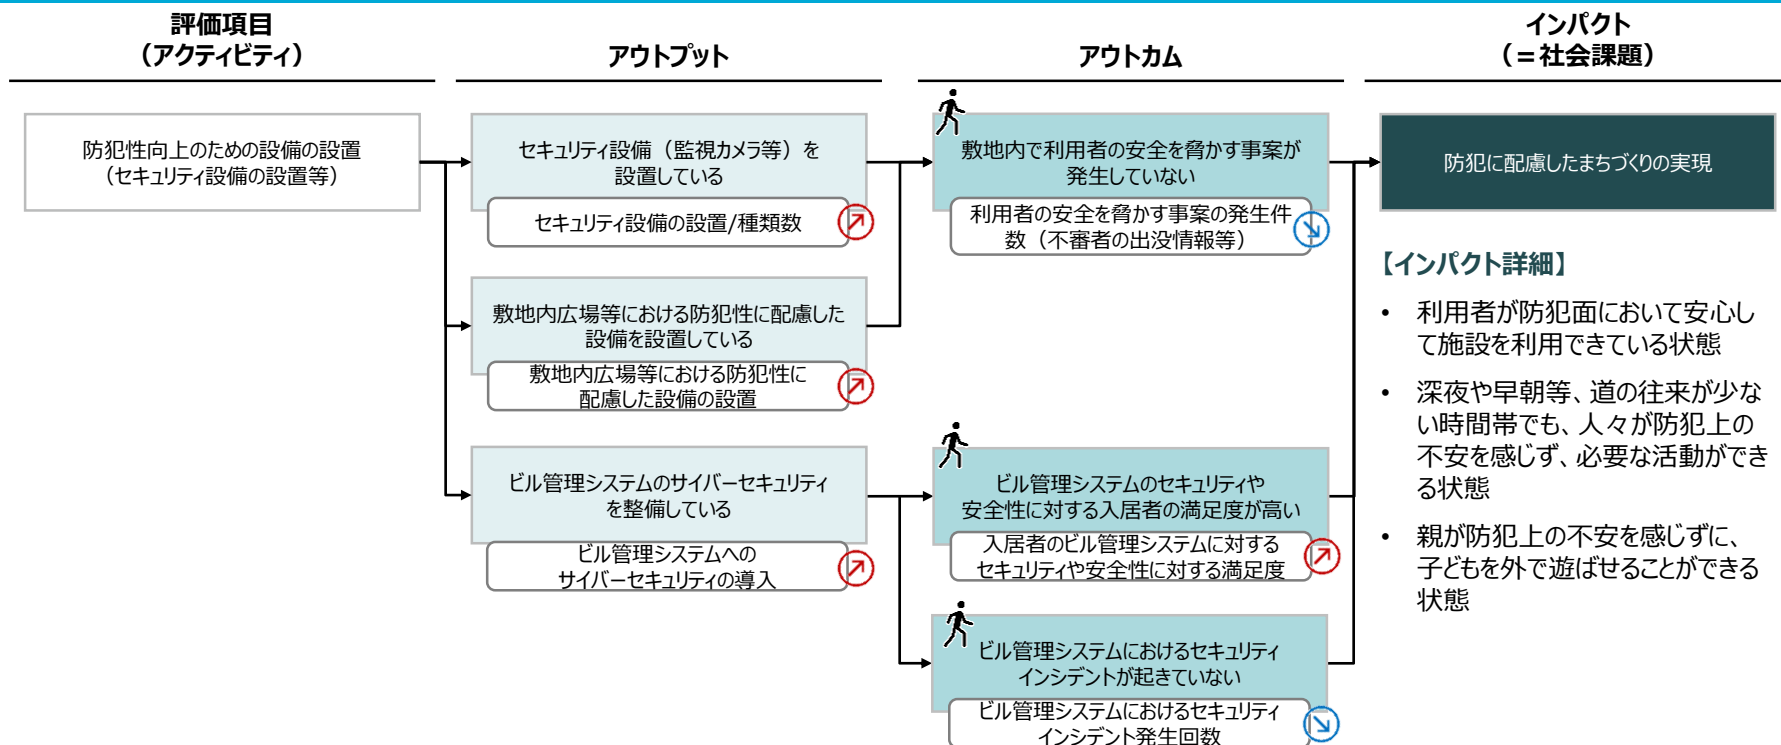 評価項目
（アクティビティ）
アウトプット
アウトカム
インパクト
（＝社会課題）
防犯性向上のための設備の設置
（セキュリティ設備の設置等）
セキュリティ設備（監視カメラ等）を
設置している
セキュリティ設備の設置/種類数
敷地内広場等における防犯性に配慮した
設備を設置している
敷地内広場等における防犯性に
配慮した設備の設置
ビル管理システムのサイバーセキュリティ
を整備している
ビル管理システムへの
サイバーセキュリティの導入
敷地内で利用者の安全を脅かす事案が
発生していない
利用者の安全を脅かす事案の発生件
数（不審者の出没情報等）
ビル管理システムのセキュリティや
安全性に対する入居者の満足度が高い
入居者のビル管理システムに対する
セキュリティや安全性に対する満足度
ビル管理システムにおけるセキュリティ
インシデントが起きていない
ビル管理システムにおけるセキュリティ
インシデント発生回数
防犯に配慮したまちづくりの実現
【インパクト詳細】
• 利用者が防犯面において安心し
て施設を利用できている状態
• 深夜や早朝等、道の往来が少な
い時間帯でも、人々が防犯上の
不安を感じず、必要な活動ができ
る状態
• 親が防犯上の不安を感じずに、
子どもを外で遊ばせることができる
状態